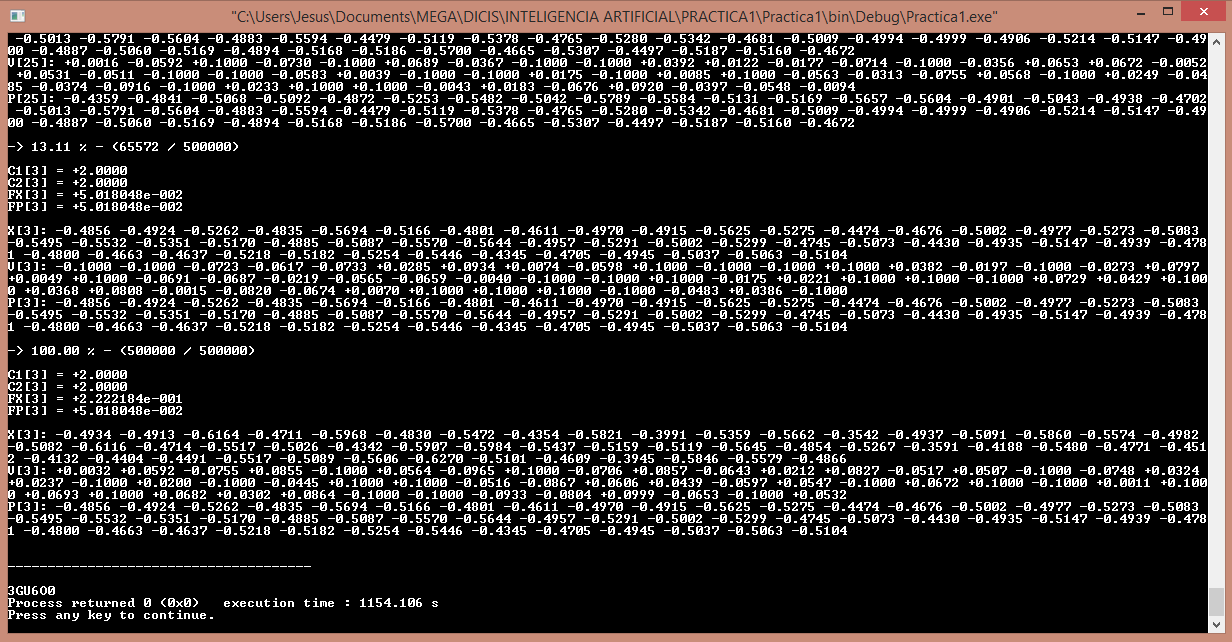 "C:\Users\Jesus\Documents\MEGA\DICIS\INTELIGENCIA ARTIFICIAL\PRACTICA1\Practica1\bin\Debug\Practica1.exe"
-0.5013 -0.5791 -0.5604 -0.4883 -0.5594 -0.4479 -0.5119 -0.5378 -0.4765 -0.5280 -0.5342 -0.4681 -0.5009 -0.4994 -0.4999 -0.4906 -0.5214 -0.5147 -0.49
00 -0.4887 -0.5060 -0.5169 -0.4894 -0.5168 -0.5186 -0.5700 -0.4665 -0.5307 -0.4497 -0.5187 -0.5160 -0.4672
V[25]: +0.0016 -0.0592 +0.1000 -0.0730 -0.1000 +0.0689 -0.0367 -0.1000 -0.1000 +0.0392 +0.0122 -0.0177 -0.0714 -0.1000 -0.0356 +0.0653 +0.0672 -0.0052
+0.0531 -0.0511 -0.1000 -0.1000 -0.0583 +0.0039 -0.1000 -0.1000 +0.0175 -0.1000 +0.0085 +0.1000 -0.0563 -0.0313 -0.0755 +0.0568 -0.1000 +0.0249 -0.04
85 -0.0374 -0.0916 -0.1000 +0.0233 +0.1000 +0.1000 -0.0043 +0.0183 -0.0676 +0.0920 -0.0397 -0.0548 -0.0094
P[25]: -0.4359 -0.4841 -0.5068 -0.5092 -0.4872 -0.5253 -0.5482 -0.5042 -0.5789 -0.5584 -0.5131 -0.5169 -0.5657 -0.5604 -0.4901 -0.5043 -0.4938 -0.4702
-0.5013 -0.5791 -0.5604 -0.4883 -0.5594 -0.4479 -0.5119 -0.5378 -0.4765 -0.5280 -0.5342 -0.4681 -0.5009 -0.4994 -0.4999 -0.4906 -0.5214 -0.5147 -0.49
00 -0.4887 -0.5060 -0.5169 -0.4894 -0.5168 -0.5186 -0.5700 -0.4665 -0.5307 -0.4497 -0.5187 -0.5160 -0.4672
-> 13.11 % - (65572 / 500000)
C1[3] = +2.0000
C2[3] = +2.0000
FX[3] = +5.018048e-002
FP[3] = +5.018048e-002
X[3]: -0.4856 -0.4924 -0.5262 -0.4835 -0.5694 -0.5166 -0.4801 -0.4611 -0.4970 -0.4915 -0.5625 -0.5275 -0.4474 -0.4676 -0.5002 -0.4977 -0.5273 -0.5083
-0.5495 -0.5532 -0.5351 -0.5170 -0.4885 -0.5087 -0.5570 -0.5644 -0.4957 -0.5291 -0.5002 -0.5299 -0.4745 -0.5073 -0.4430 -0.4935 -0.5147 -0.4939 -0.478
1 -0.4800 -0.4663 -0.4637 -0.5218 -0.5182 -0.5254 -0.5446 -0.4345 -0.4705 -0.4945 -0.5037 -0.5063 -0.5104
V[3]: -0.1000 -0.1000 -0.0723 -0.0617 -0.0733 +0.0285 +0.0934 +0.0074 -0.0598 +0.1000 -0.1000 -0.1000 +0.1000 +0.0382 -0.0197 -0.1000 -0.0273 +0.0797
+0.0049 +0.1000 -0.0691 -0.0687 -0.0219 -0.0565 -0.0659 -0.0040 -0.1000 -0.1000 +0.1000 -0.0175 +0.0221 +0.1000 +0.1000 -0.1000 +0.0729 +0.0429 +0.100
0 +0.0368 +0.0808 -0.0015 -0.0820 -0.0674 +0.0070 +0.1000 +0.1000 +0.1000 -0.1000 -0.0483 +0.0386 -0.1000
P[3]: -0.4856 -0.4924 -0.5262 -0.4835 -0.5694 -0.5166 -0.4801 -0.4611 -0.4970 -0.4915 -0.5625 -0.5275 -0.4474 -0.4676 -0.5002 -0.4977 -0.5273 -0.5083
-0.5495 -0.5532 -0.5351 -0.5170 -0.4885 -0.5087 -0.5570 -0.5644 -0.4957 -0.5291 -0.5002 -0.5299 -0.4745 -0.5073 -0.4430 -0.4935 -0.5147 -0.4939 -0.478
1 -0.4800 -0.4663 -0.4637 -0.5218 -0.5182 -0.5254 -0.5446 -0.4345 -0.4705 -0.4945 -0.5037 -0.5063 -0.5104
-> 100.00 % - (500000 / 500000)
C1[3] = +2.0000
C2[3] = +2.0000
FX[3] = +2.222184e-001
FP[3] = +5.018048e-002
X[3]: -0.4934 -0.4913 -0.6164 -0.4711 -0.5968 -0.4830 -0.5472 -0.4354 -0.5821 -0.3991 -0.5359 -0.5662 -0.3542 -0.4937 -0.5091 -0.5860 -0.5574 -0.4982
-0.5082 -0.6116 -0.4714 -0.5517 -0.5026 -0.4342 -0.5907 -0.5984 -0.5437 -0.5159 -0.5119 -0.5645 -0.4854 -0.5267 -0.3591 -0.4188 -0.5480 -0.4771 -0.451
2 -0.4132 -0.4404 -0.4491 -0.5517 -0.5089 -0.5606 -0.6270 -0.5101 -0.4609 -0.3945 -0.5846 -0.5579 -0.4866
V[3]: +0.0032 +0.0592 -0.0755 +0.0855 -0.1000 +0.0564 -0.0965 +0.1000 -0.0706 +0.0857 -0.0643 +0.0212 +0.0827 -0.0517 +0.0507 -0.1000 -0.0748 +0.0324
+0.0237 -0.1000 +0.0200 -0.1000 -0.0445 +0.1000 +0.1000 -0.0516 -0.0867 +0.0606 +0.0439 -0.0597 +0.0547 -0.1000 +0.0672 +0.1000 -0.1000 +0.0011 +0.100
0 +0.0693 +0.1000 +0.0682 +0.0302 +0.0864 -0.1000 -0.1000 -0.0933 -0.0804 +0.0999 -0.0653 -0.1000 +0.0532
P[3]: -0.4856 -0.4924 -0.5262 -0.4835 -0.5694 -0.5166 -0.4801 -0.4611 -0.4970 -0.4915 -0.5625 -0.5275 -0.4474 -0.4676 -0.5002 -0.4977 -0.5273 -0.5083
-0.5495 -0.5532 -0.5351 -0.5170 -0.4885 -0.5087 -0.5570 -0.5644 -0.4957 -0.5291 -0.5002 -0.5299 -0.4745 -0.5073 -0.4430 -0.4935 -0.5147 -0.4939 -0.478
1 -0.4800 -0.4663 -0.4637 -0.5218 -0.5182 -0.5254 -0.5446 -0.4345 -0.4705 -0.4945 -0.5037 -0.5063 -0.5104
--------------------------------------
3GU6O0
Process returned 0 (0x0)   execution time : 1154.106 s
Press any key to continue.